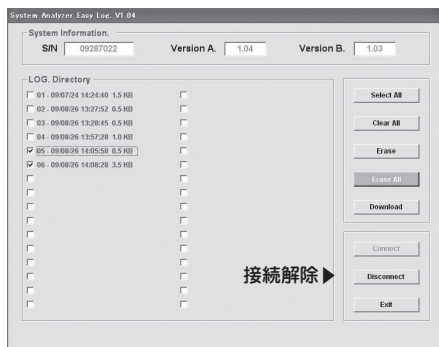 System Analyzer Easy Log. V1.04
System Information.
S/N 09287022 Version A. 1.04 Version B. 1.03
LOG. Directory
01 - 09/07/24 14:24:40 1.5 KB
02 - 09/08/26 13:27:52 0.5 KB
03 - 09/08/26 13:28:45 0.5 KB
04 - 09/08/26 13:57:28 1.0 KB
05 - 09/08/26 14:05:58 0.5 KB
06 - 09/08/26 14:08:28 3.5 KB
Select All
Clear All
Erase
Erase All
Download
Connect
接続解除▶ Disconnect
Exit